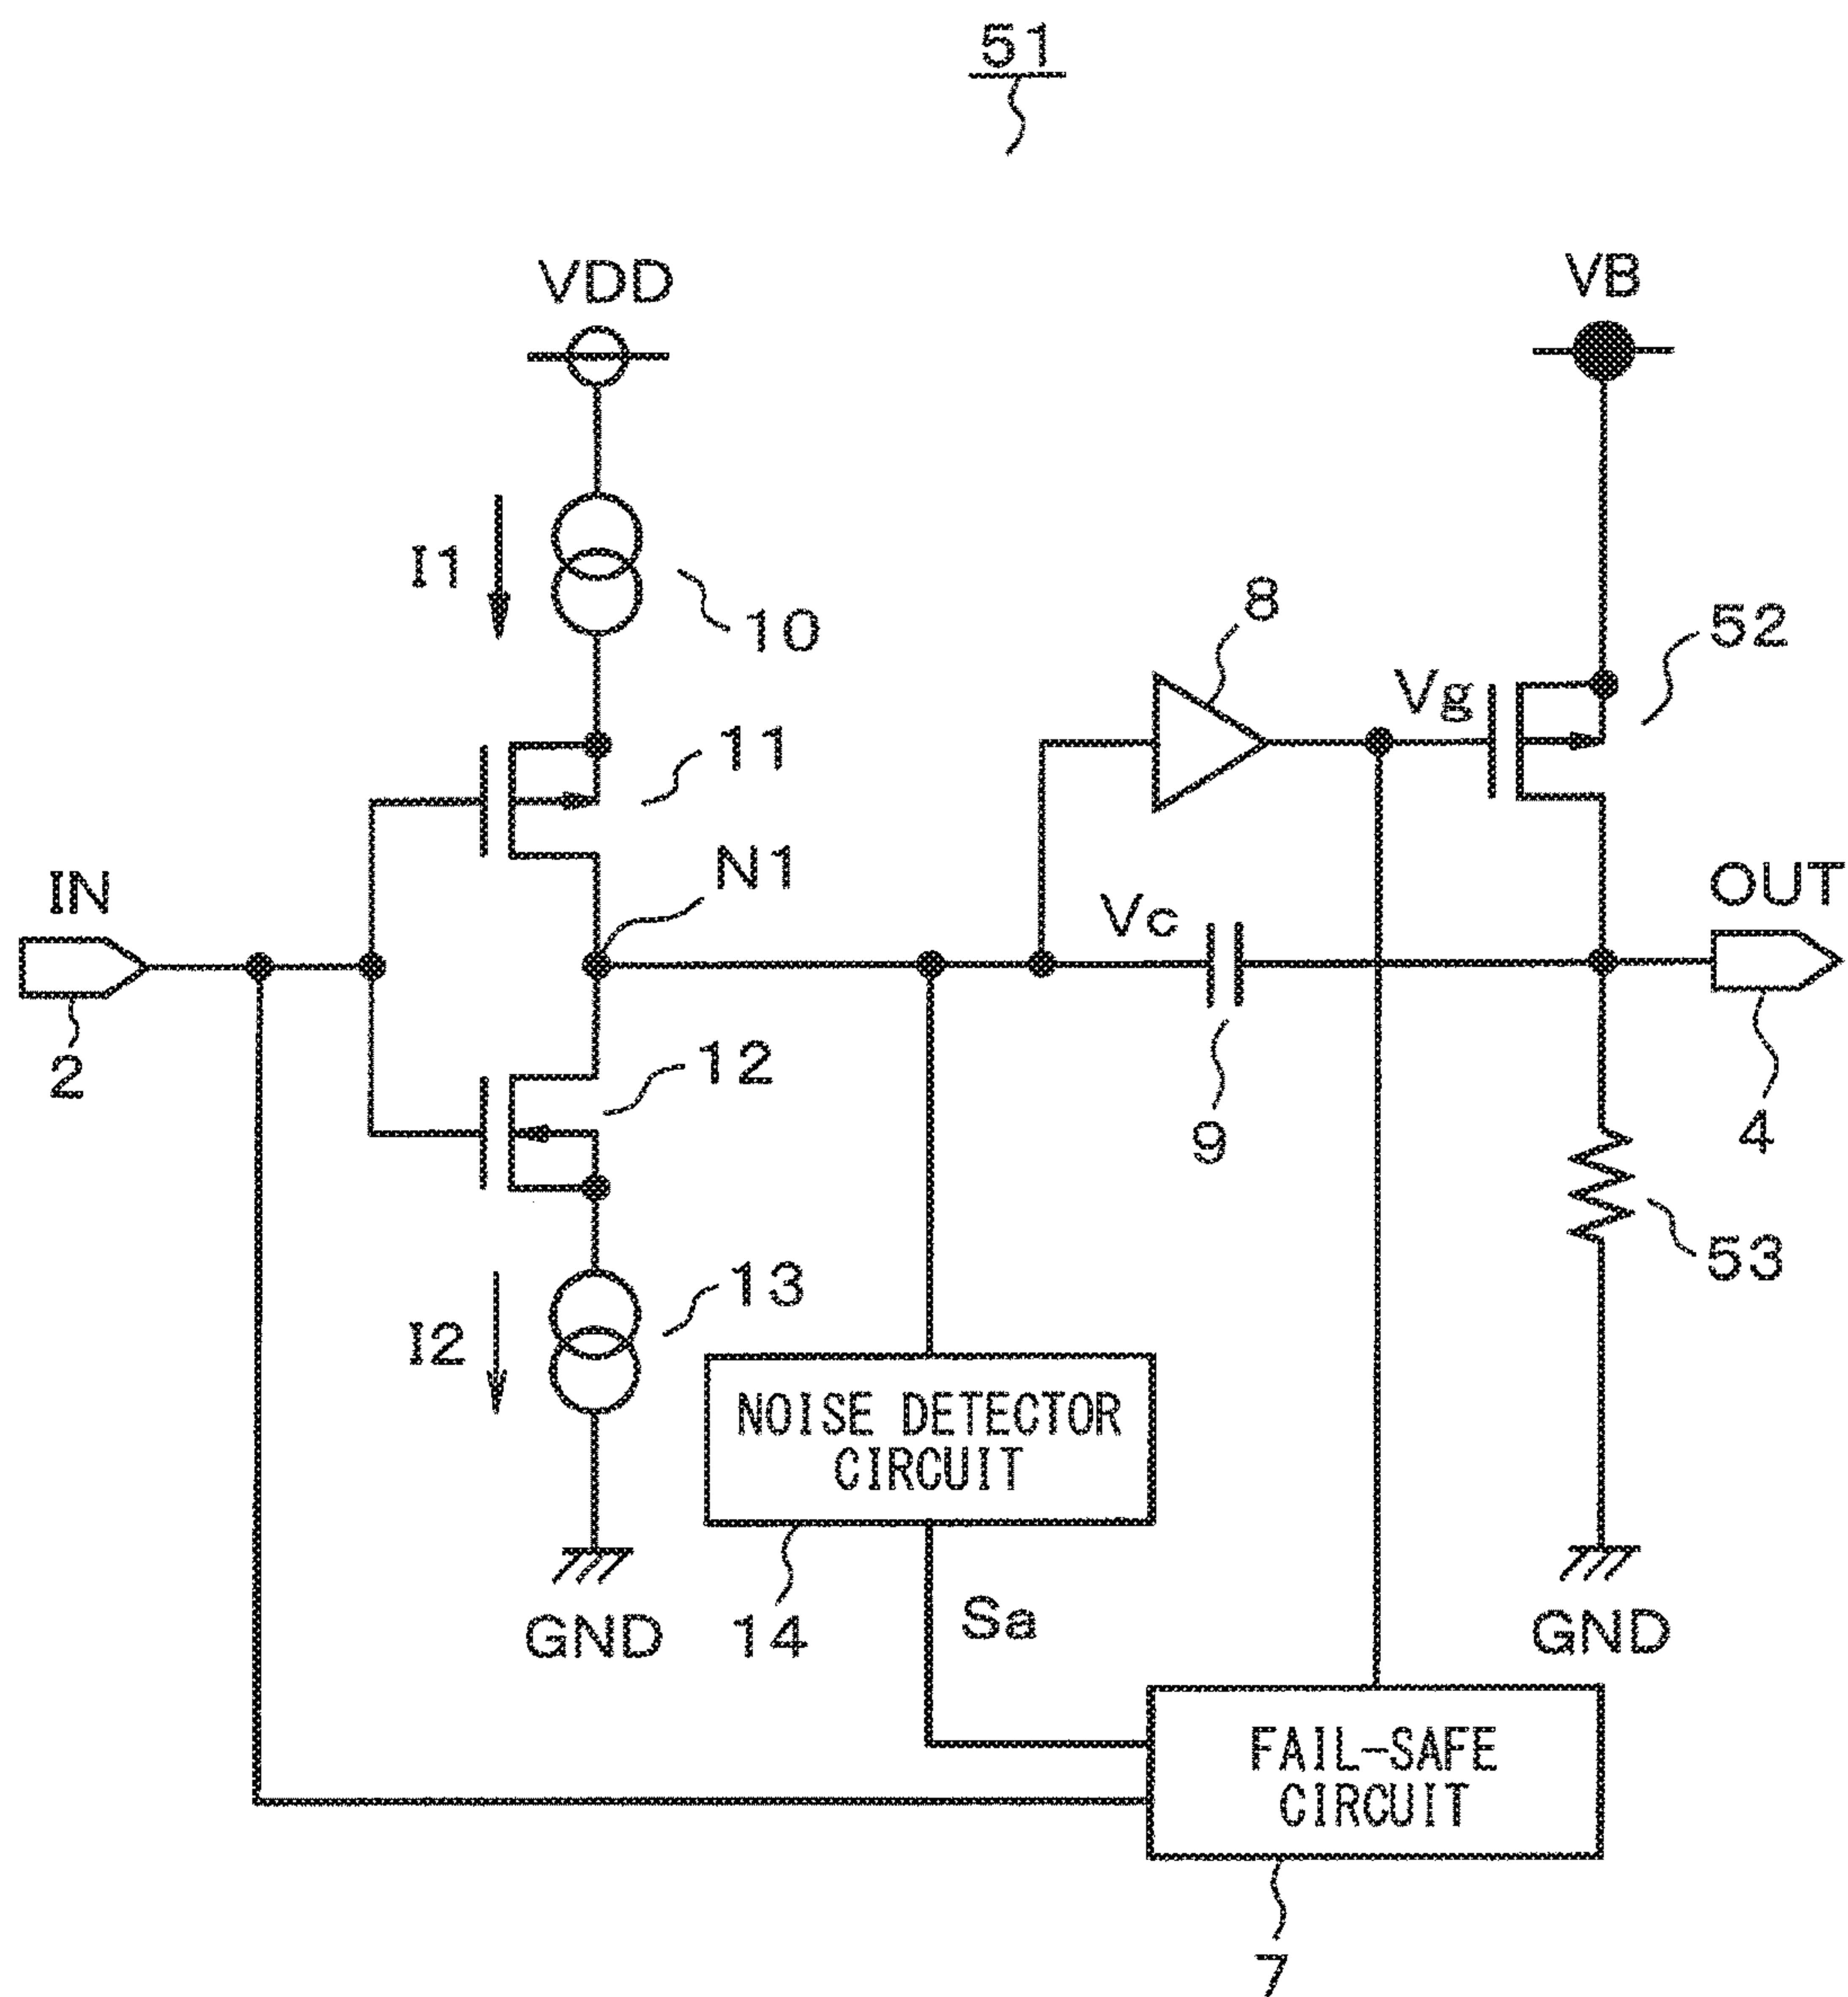 51
VDD
VB
I1
10
8
52
Vg
11
N1
IN
Vc
OUT
2
12
9
4
13
53
I2
NOISE DETECTOR
CIRCUIT
GND
14
Sa
GND
FAIL-SAFE
CIRCUIT
7